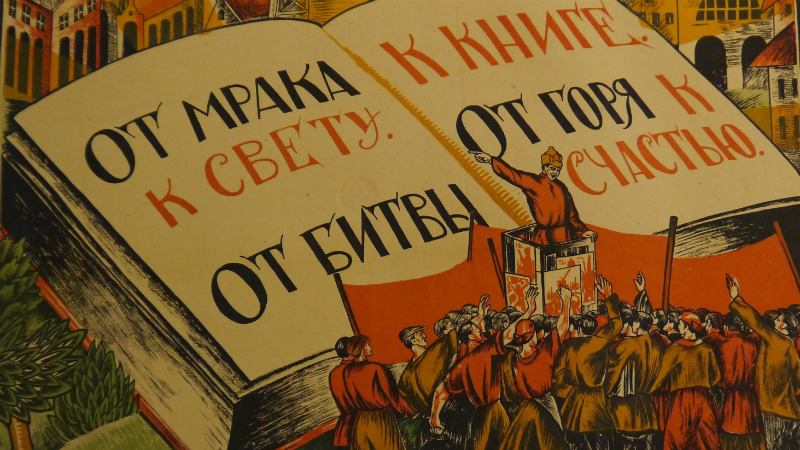 ОТ МРАКА
К СВЕТУ.
ОТ БИТВЫ
К КНИГЕ.
ОТ ГОРЯ К
СЧАСТЬЮ.